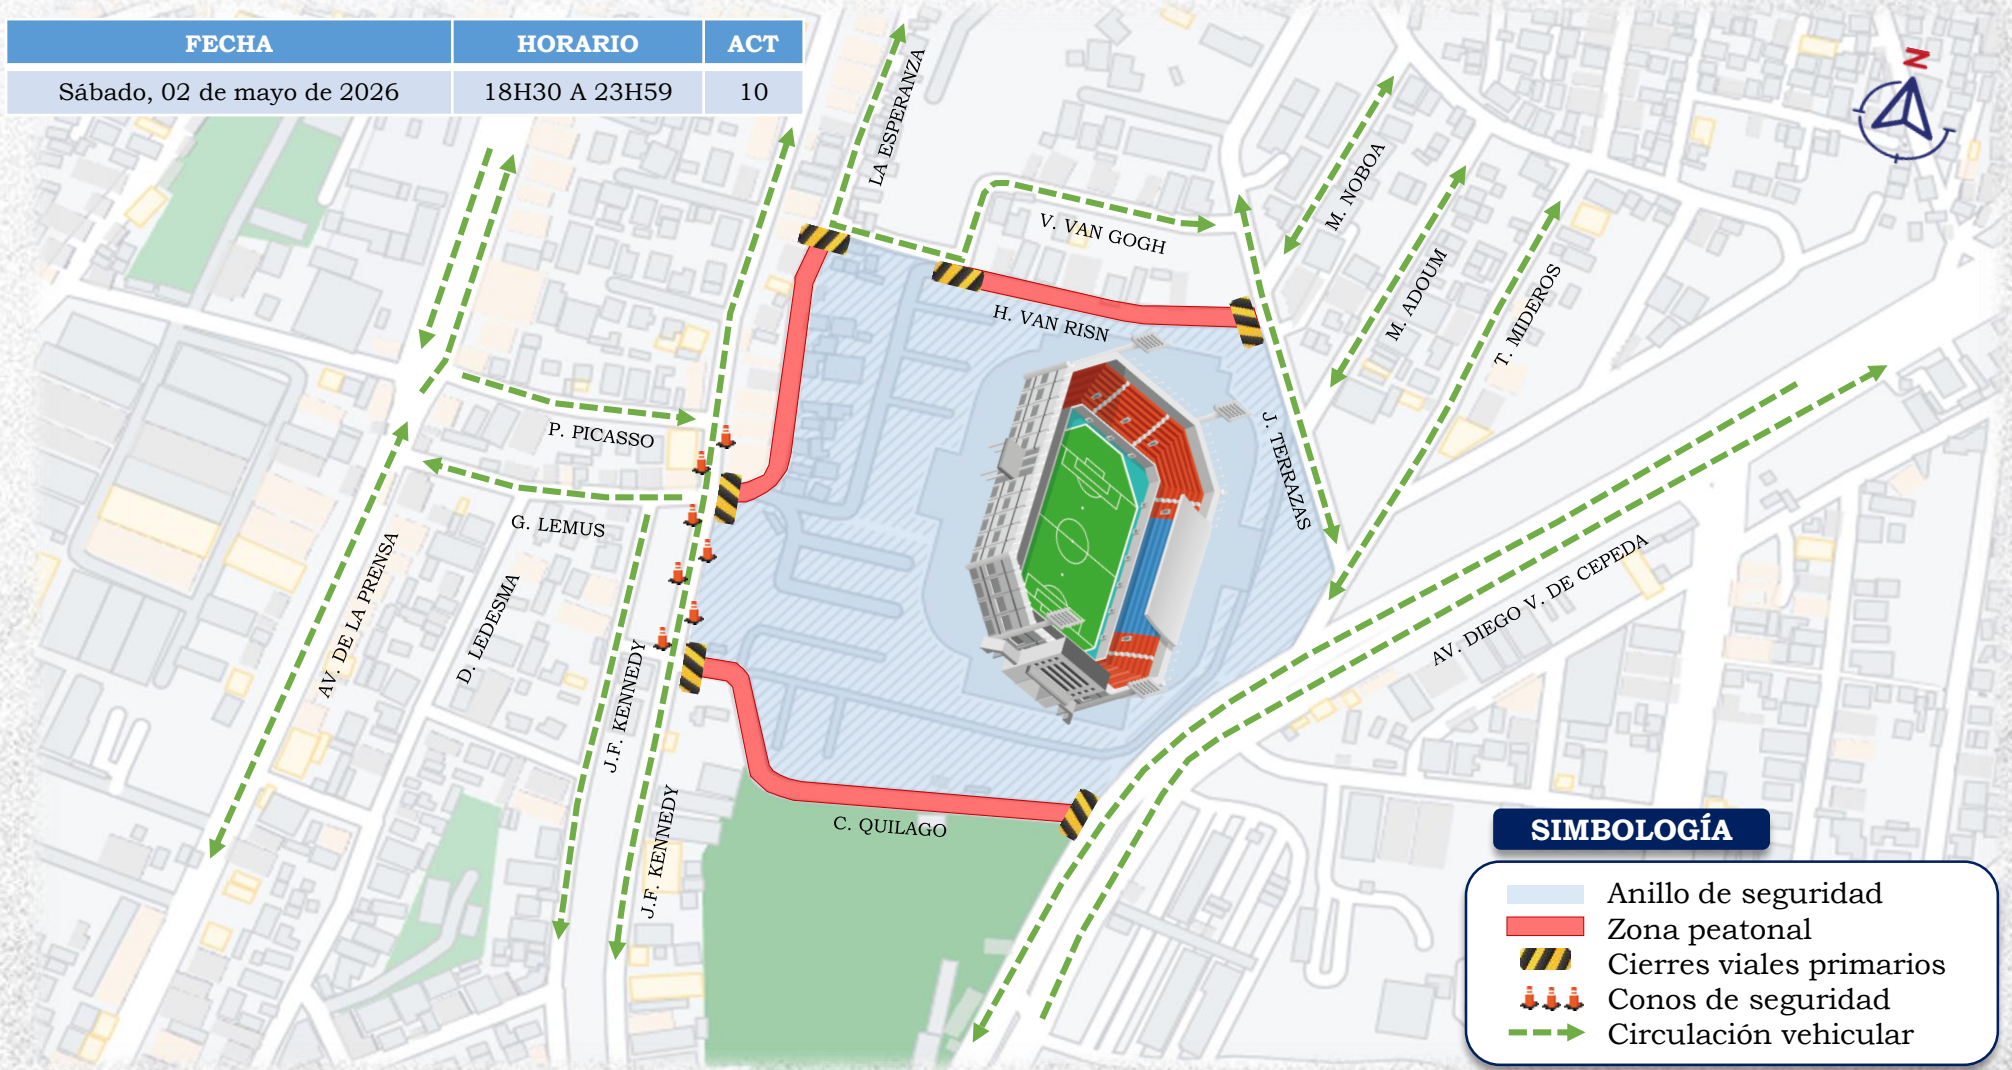 FECHA HORARIO ACT
Sábado, 02 de mayo de 2026 18H30 A 23H59 10
N
LA ESPERANZA
M. NOBOA
V. VAN GOGH
M. ADOUM
T. MIDEROS
H. VAN RISN
P. PICASSO
J. TERRAZAS
G. LEMUS
AV. DE LA PRENSA
D. LEDESMA
AV. DIEGO V. DE CEPEDA
J.F. KENNEDY
J.F. KENNEDY
C. QUILAGO
SIMBOLOGÍA
Anillo de seguridad
Zona peatonal
Cierres viales primarios
Conos de seguridad
Circulación vehicular